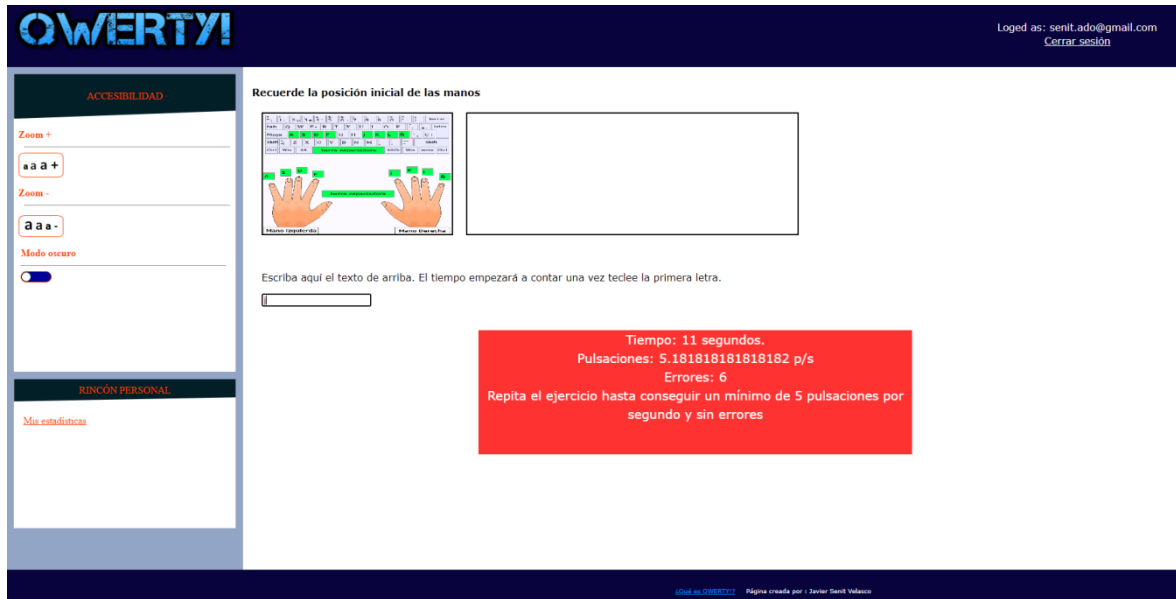 QWERTY!
Loged as: senit.ado@gmail.com
Cerrar sesión
ACCESIBILIDAD
Zoom +
a a a +
Zoom -
a a a -
Modo oscuro
RINCÓN PERSONAL
Mis estadísticas
Recuerde la posición inicial de las manos
barra espaciadora
barra espaciadora
Mano Izquierda
Mano Derecha
Escriba aquí el texto de arriba. El tiempo empezará a contar una vez teclee la primera letra.
Tiempo: 11 segundos.
Pulsaciones: 5.181818181818182 p/s
Errores: 6
Repita el ejercicio hasta conseguir un mínimo de 5 pulsaciones por
segundo y sin errores
¿Qué es QWERTY!? Página creada por : Javier Senit Velasco